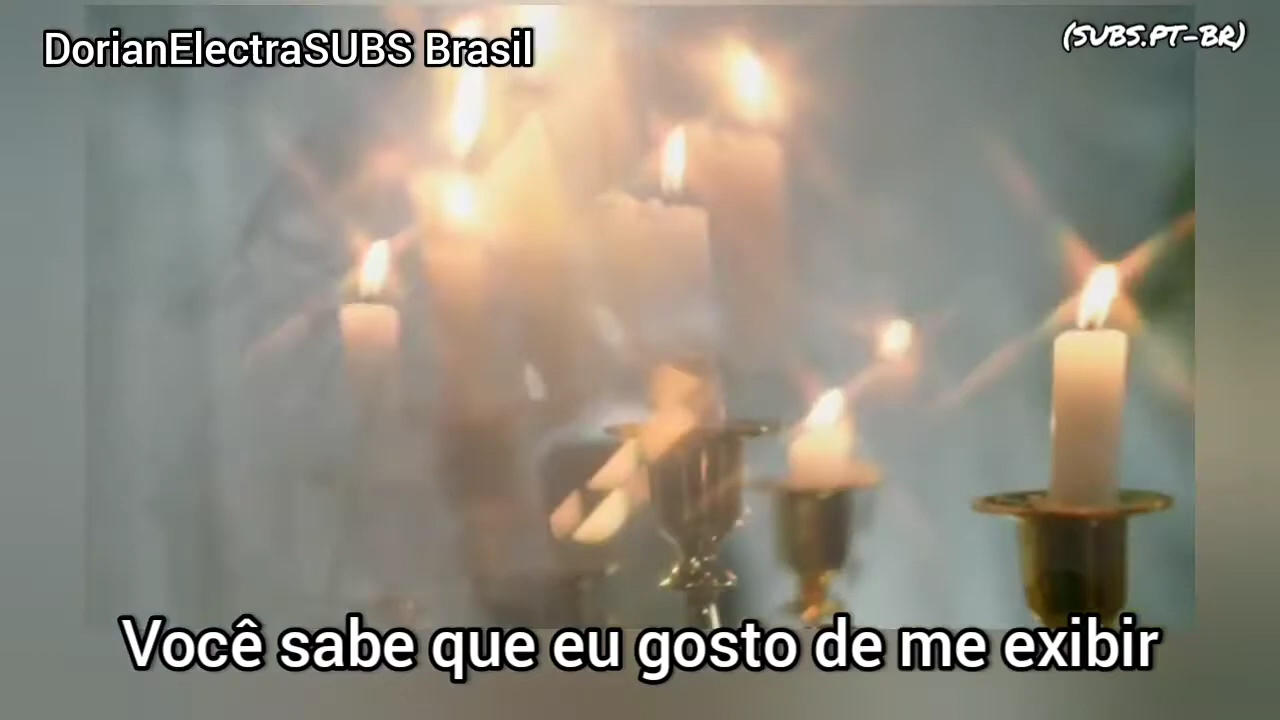 DorianElectraSUBS Brasil
(SUBS.PT-BR)
Você sabe que eu gosto de me exibir